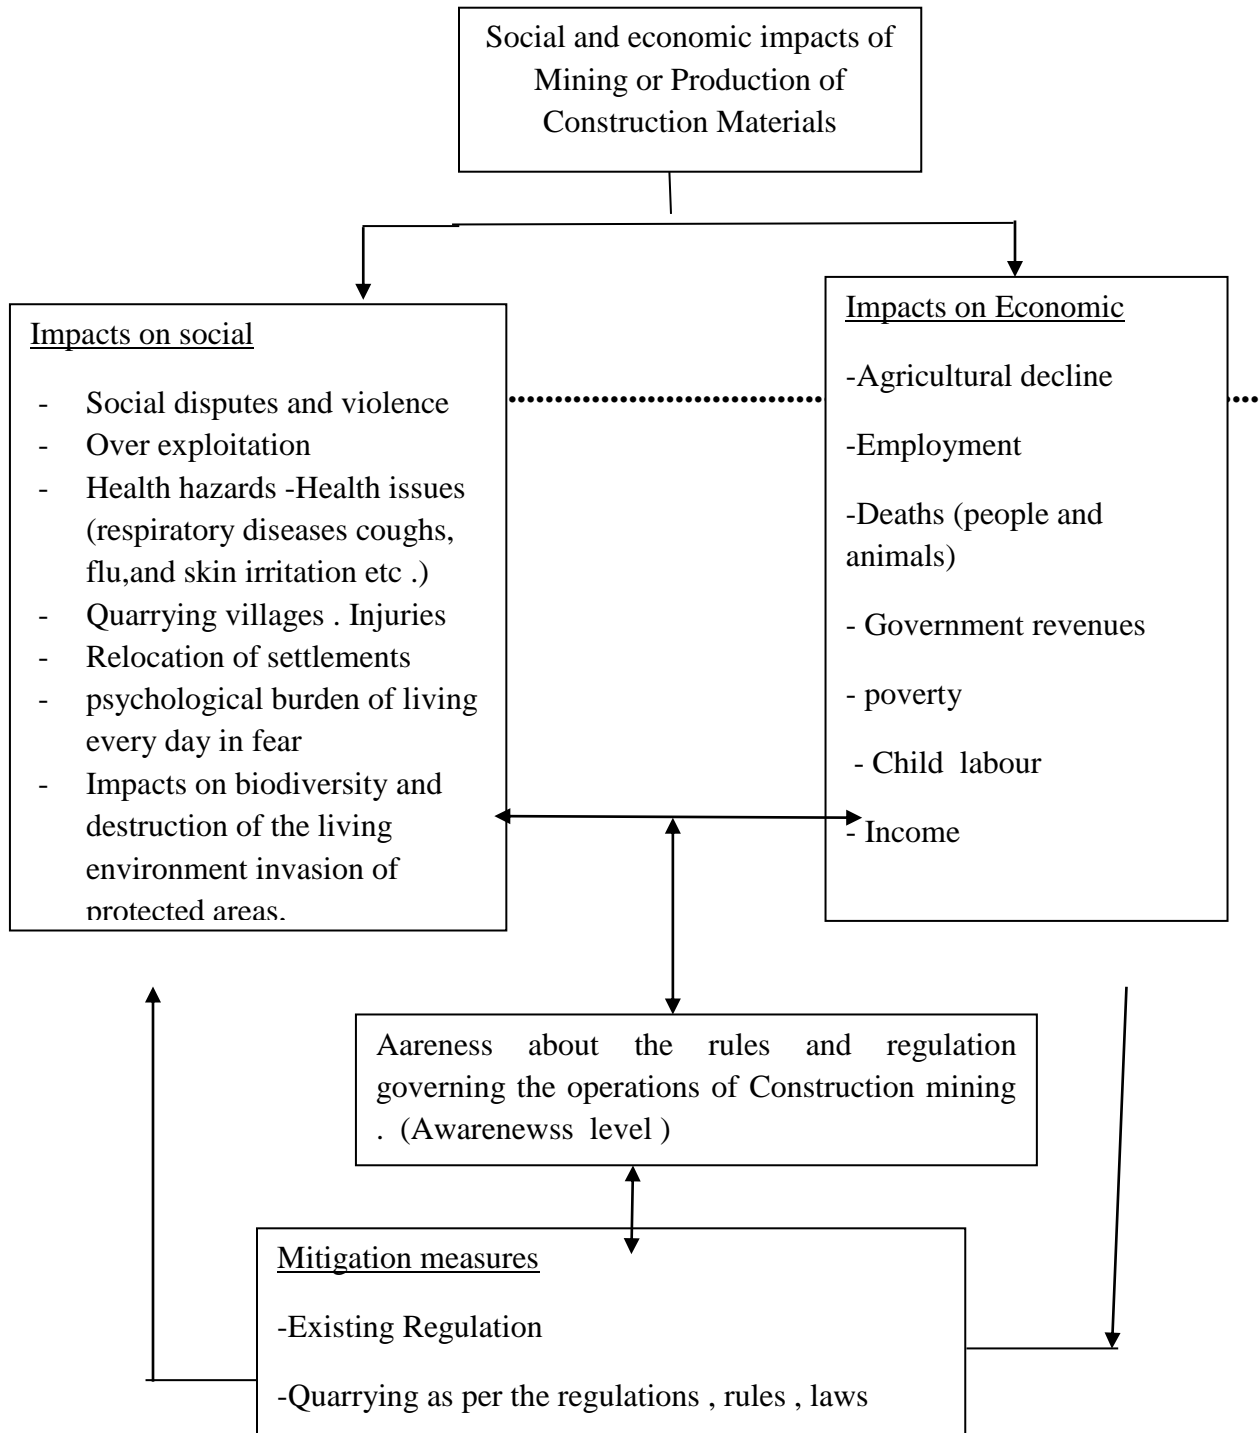 Social and economic impacts of
Mining or Production of
Construction Materials
Impacts on social
- Social disputes and violence
- Over exploitation
- Health hazards -Health issues
(respiratory diseases coughs,
flu,and skin irritation etc .)
- Quarrying villages . Injuries
- Relocation of settlements
- psychological burden of living
every day in fear
- Impacts on biodiversity and
destruction of the living
environment invasion of
protected areas.
Impacts on Economic
-Agricultural decline
-Employment
-Deaths (people and
animals)
- Government revenues
- poverty
- Child labour
- Income
Aareness about the rules and regulation
governing the operations of Construction mining
. (Awarenewss level )
Mitigation measures
-Existing Regulation
-Quarrying as per the regulations , rules , laws